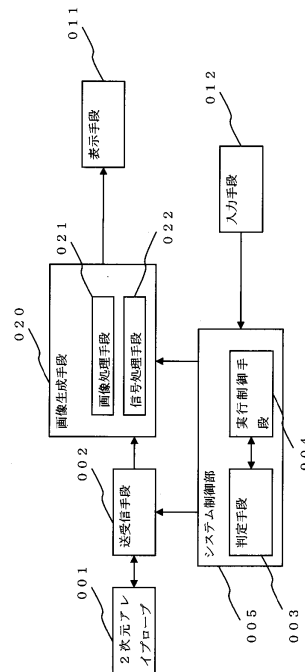 001
2次元アレ
イプローブ
002
送受信手段
020
画像生成手段
021
画像処理手段
022
信号処理手段
011
表示手段
012
入力手段
システム制御部
005
判定手段
003
実行制御手
段
004